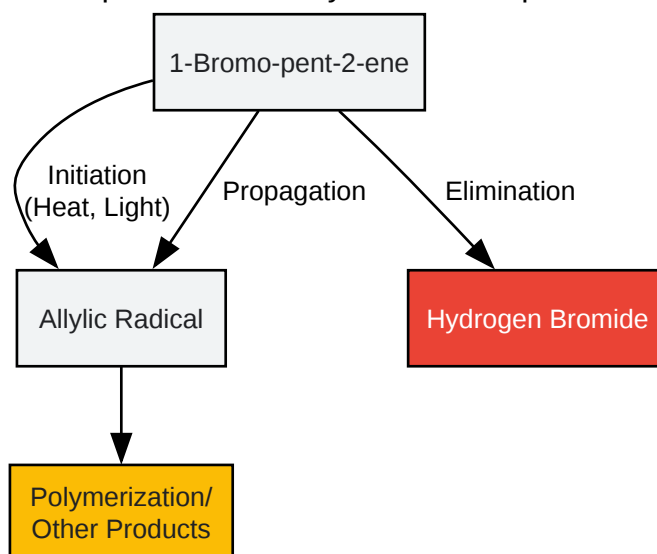 1-Bromo-pent-2-ene
Initiation
(Heat, Light)
Propagation
Elimination
Allylic Radical
Hydrogen Bromide
Polymerization/
Other Products